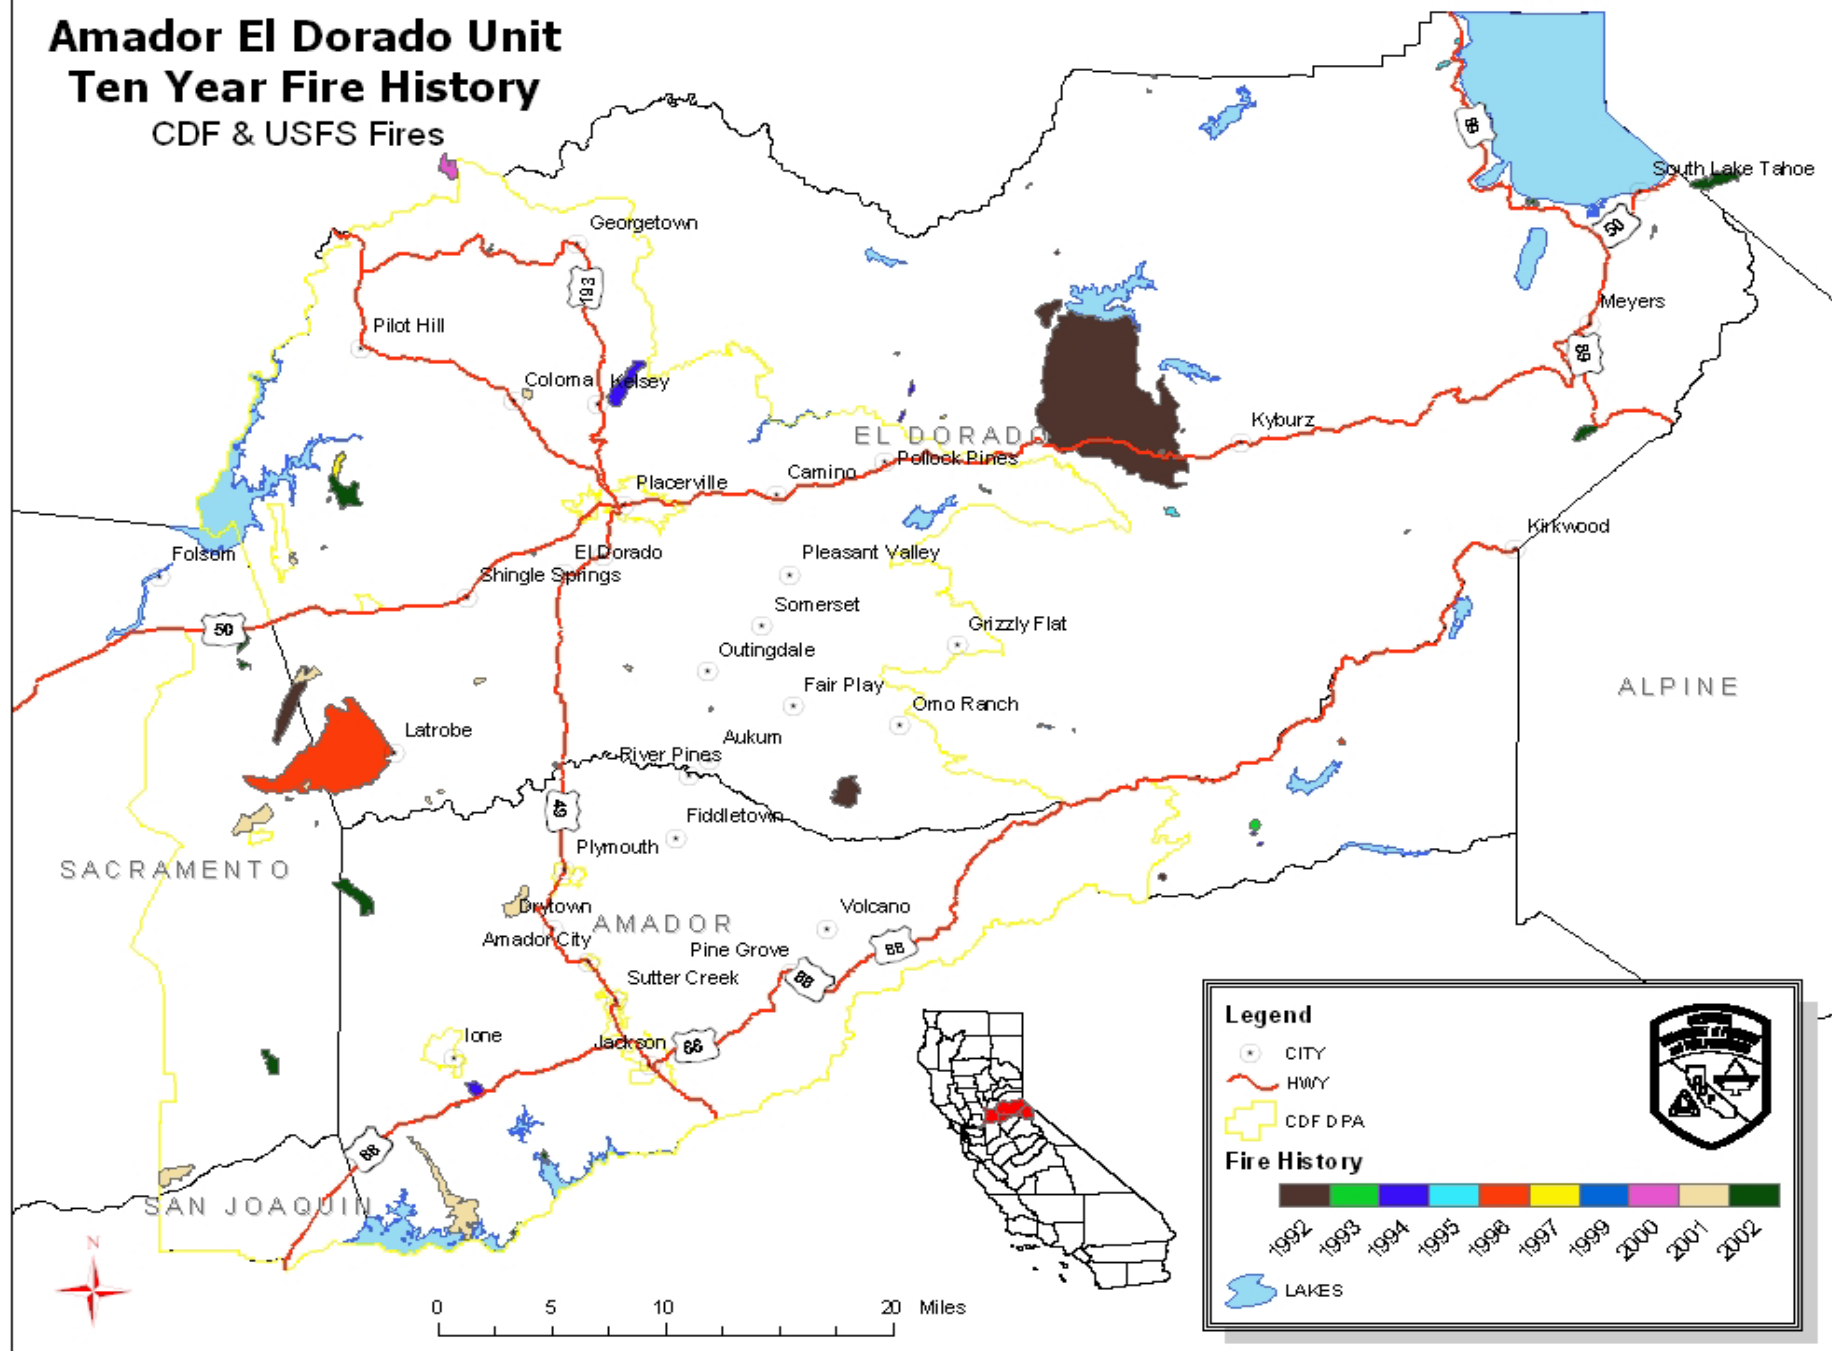 Amador El Dorado Unit
Ten Year Fire History
CDF & USFS Fires
89
South Lake Tahoe
50
Georgetown
193
Meyers
Pilot Hill
89
Coloma
Kelsey
Kyburz
EL DORADO
Pollock Pines
Camino
Placerville
Kirkwood
Folsom
El Dorado
Pleasant Valley
Shingle Springs
Somerset
50
Grizzly Flat
Outingdale
Fair Play
ALPINE
Omo Ranch
Latrobe
Aukum
River Pines
49
Fiddletown
Plymouth
SACRAMENTO
Drytown
Volcano
AMADOR
Amador City
88
Pine Grove
Sutter Creek
88
Ione
Jackson
88
88
SAN JOAQUIN
N
0 5 10 20 Miles
Legend
CITY
HWY
CDF DPA
Fire History
1992 1993 1994 1995 1996 1997 1999 2000 2001 2002
LAKES